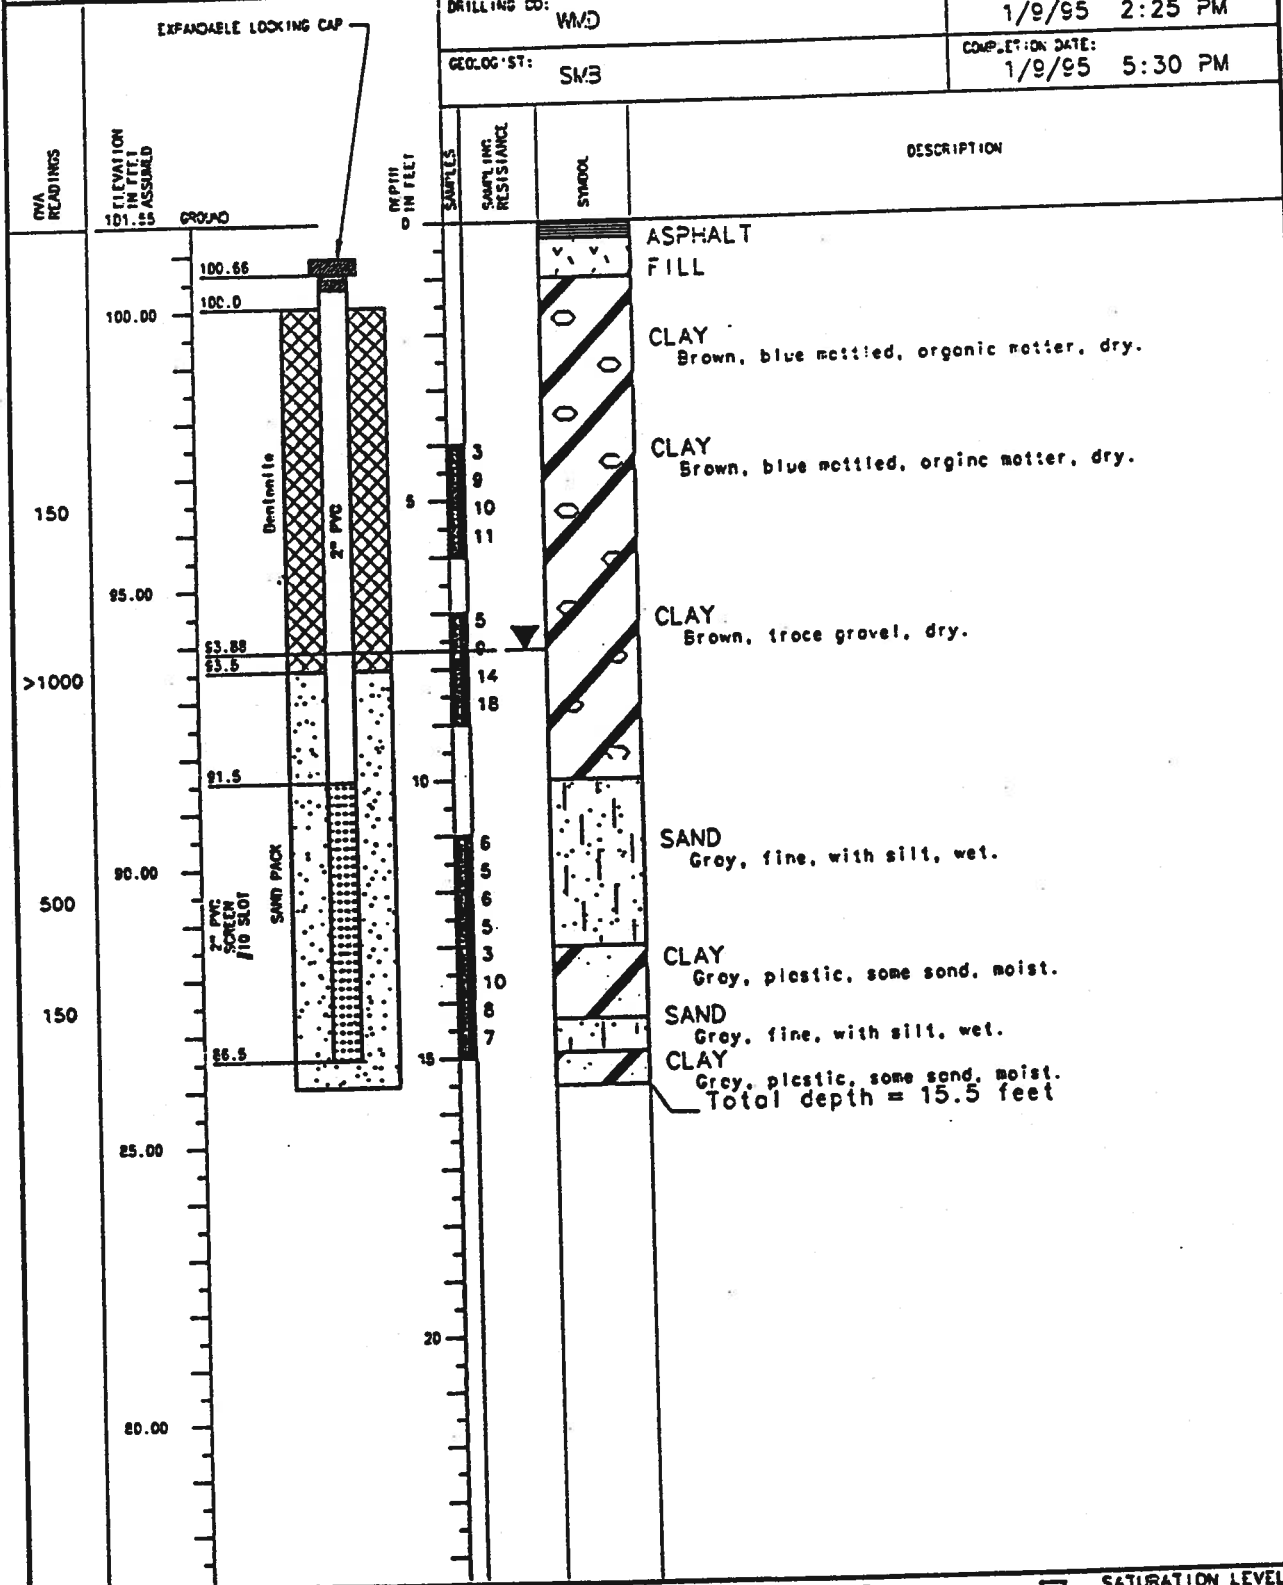 DRILLING CO:
WMD
1/9/95 2:25 PM
GEOLOGIST:
SMB
COMPLETION DATE:
1/9/95 5:30 PM
EXPANDABLE LOCKING CAP
OVA READINGS
ELEVATION IN FEET ASSUMED
DEPTH IN FEET
SAMPLES
SAMPLING RESISTANCE
SYMBOL
DESCRIPTION
101.55
GROUND
0
ASPHALT
FILL
100.66
100.0
100.00
CLAY
Brown, blue mottled, organic matter, dry.
CLAY
Brown, blue mottled, orginc matter, dry.
Bentonite
2" PVC
3
9
10
11
5
150
95.00
5
9
14
18
CLAY
Brown, trace gravel, dry.
93.88
93.5
>1000
91.5
10
SAND
Grey, fine, with silt, wet.
6
5
6
5
3
10
8
7
90.00
500
2" PVC
SCREEN
#10 SLOT
SAND PACK
CLAY
Grey, plastic, some sand, moist.
150
SAND
Grey, fine, with silt, wet.
86.5
15
CLAY
Grey, plastic, some sand, moist.
Total depth = 15.5 feet
85.00
20
80.00
SATURATION LEVEL